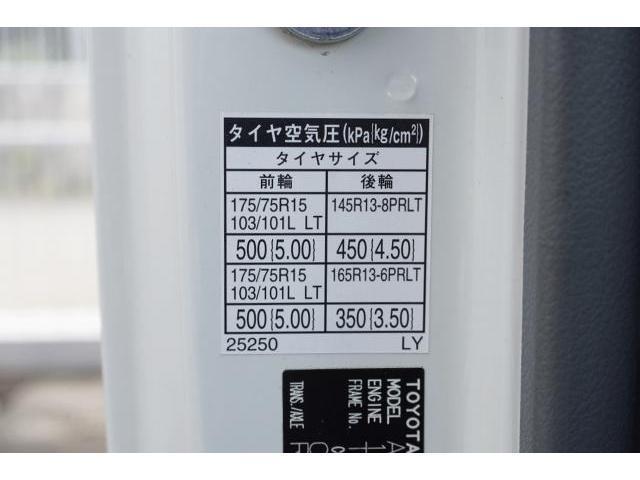 タイヤ空気圧(kPa{kg/cm²})
タイヤサイズ
前輪 後輪
175/75R15 145R13-8PRLT
103/101L LT
500{5.00} 450{4.50}
175/75R15 165R13-6PRLT
103/101L LT
500{5.00} 350{3.50}
25250 LY
TOYOTA
MODEL
ENGINE
FRAME No.
TRANS./AXLE